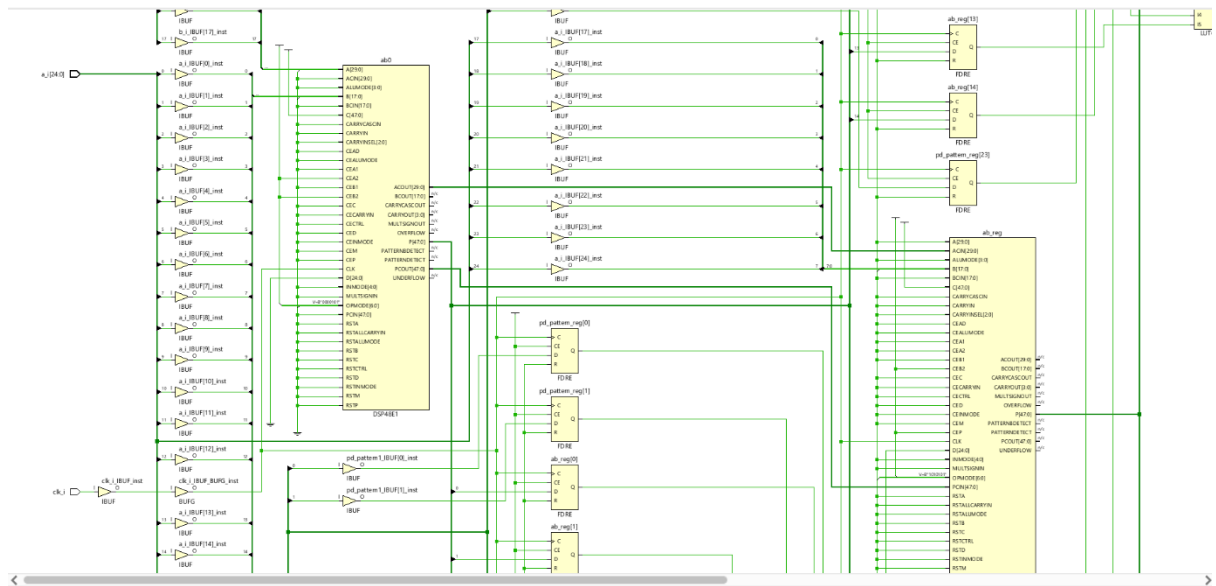 IBUF
b_i_IBUF[17]_inst
IBUF
a_i[24:0]
a_i_IBUF[0]_inst
IBUF
a_i_IBUF[1]_inst
IBUF
a_i_IBUF[2]_inst
IBUF
a_i_IBUF[3]_inst
IBUF
a_i_IBUF[4]_inst
IBUF
a_i_IBUF[5]_inst
IBUF
a_i_IBUF[6]_inst
IBUF
a_i_IBUF[7]_inst
IBUF
a_i_IBUF[8]_inst
IBUF
a_i_IBUF[9]_inst
IBUF
a_i_IBUF[10]_inst
IBUF
a_i_IBUF[11]_inst
IBUF
a_i_IBUF[12]_inst
IBUF
clk_i
clk_i_IBUF_inst
IBUF
clk_i_IBUF_BUFG_inst
BUFG
a_i_IBUF[13]_inst
IBUF
a_i_IBUF[14]_inst
IBUF
ab0
A[29:0]
ACIN[29:0]
ALUMODE[3:0]
B[17:0]
BCIN[17:0]
C[47:0]
CARRYCASCIN
CARRYIN
CARRYINSEL[2:0]
CEAD
CEALUMODE
CEA1
CEA2
CEB1
CEB2
CEC
CECARRYIN
CECTRL
CED
CEINMODE
CEM
CEP
CLK
D[24:0]
INMODE[4:0]
MULTSIGNIN
OPMODE[6:0]
PCIN[47:0]
RSTA
RSTALLCARRYIN
RSTALUMODE
RSTB
RSTC
RSTCTRL
RSTD
RSTINMODE
RSTM
RSTP
ACOUT[29:0]
BCOUT[17:0]
CARRYCASCOUT
CARRYOUT[3:0]
MULTSIGNOUT
OVERFLOW
P[47:0]
PATTERNBDETECT
PATTERNDETECT
PCOUT[47:0]
UNDERFLOW
DSP48E1
IBUF
a_i_IBUF[17]_inst
IBUF
a_i_IBUF[18]_inst
IBUF
a_i_IBUF[19]_inst
IBUF
a_i_IBUF[20]_inst
IBUF
a_i_IBUF[21]_inst
IBUF
a_i_IBUF[22]_inst
IBUF
a_i_IBUF[23]_inst
IBUF
a_i_IBUF[24]_inst
IBUF
pd_pattern1_IBUF[0]_inst
IBUF
pd_pattern1_IBUF[1]_inst
IBUF
pd_pattern_reg[0]
C
CE
D
R
Q
FDRE
pd_pattern_reg[1]
C
CE
D
R
Q
FDRE
ab_reg[0]
C
CE
D
R
Q
FDRE
ab_reg[1]
C
CE
D
R
Q
ab_reg[13]
C
CE
D
R
Q
FDRE
ab_reg[14]
C
CE
D
R
Q
FDRE
pd_pattern_reg[23]
C
CE
D
R
Q
FDRE
ab_reg
A[29:0]
ACIN[29:0]
ALUMODE[3:0]
B[17:0]
BCIN[17:0]
C[47:0]
CARRYCASCIN
CARRYIN
CARRYINSEL[2:0]
CEAD
CEALUMODE
CEA1
CEA2
CEB1
CEB2
CEC
CECARRYIN
CECTRL
CED
CEINMODE
CEM
CEP
CLK
D[24:0]
INMODE[4:0]
MULTSIGNIN
OPMODE[6:0]
PCIN[47:0]
RSTA
RSTALLCARRYIN
RSTALUMODE
RSTB
RSTC
RSTCTRL
RSTD
RSTINMODE
RSTM
ACOUT[29:0]
BCOUT[17:0]
CARRYCASCOUT
CARRYOUT[3:0]
MULTSIGNOUT
OVERFLOW
P[47:0]
PATTERNBDETECT
PATTERNDETECT
PCOUT[47:0]
UNDERFLOW